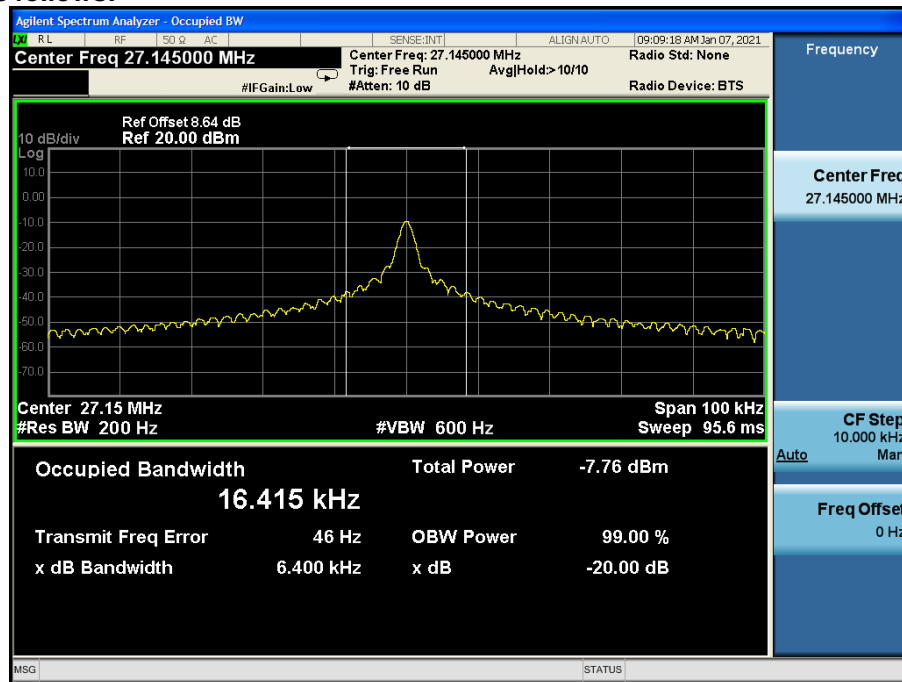 Agilent Spectrum Analyzer - Occupied BW
LXI RL RF 50 Ω AC SENSE:INT ALIGN AUTO 09:09:18 AM Jan 07, 2021
Center Freq 27.145000 MHz
Center Freq: 27.145000 MHz Radio Std: None
Trig: Free Run Avg|Hold:>10/10
#IFGain:Low #Atten: 10 dB Radio Device: BTS
Ref Offset 8.64 dB
10 dB/div Ref 20.00 dBm
Log
10.0
0.00
-10.0
-20.0
-30.0
-40.0
-50.0
-60.0
-70.0
Center 27.15 MHz Span 100 kHz
#Res BW 200 Hz #VBW 600 Hz Sweep 95.6 ms
Occupied Bandwidth Total Power -7.76 dBm
16.415 kHz
Transmit Freq Error 46 Hz OBW Power 99.00 %
x dB Bandwidth 6.400 kHz x dB -20.00 dB
MSG STATUS
Frequency
Center Freq
27.145000 MHz
CF Step
10.000 kHz
Auto Man
Freq Offset
0 Hz